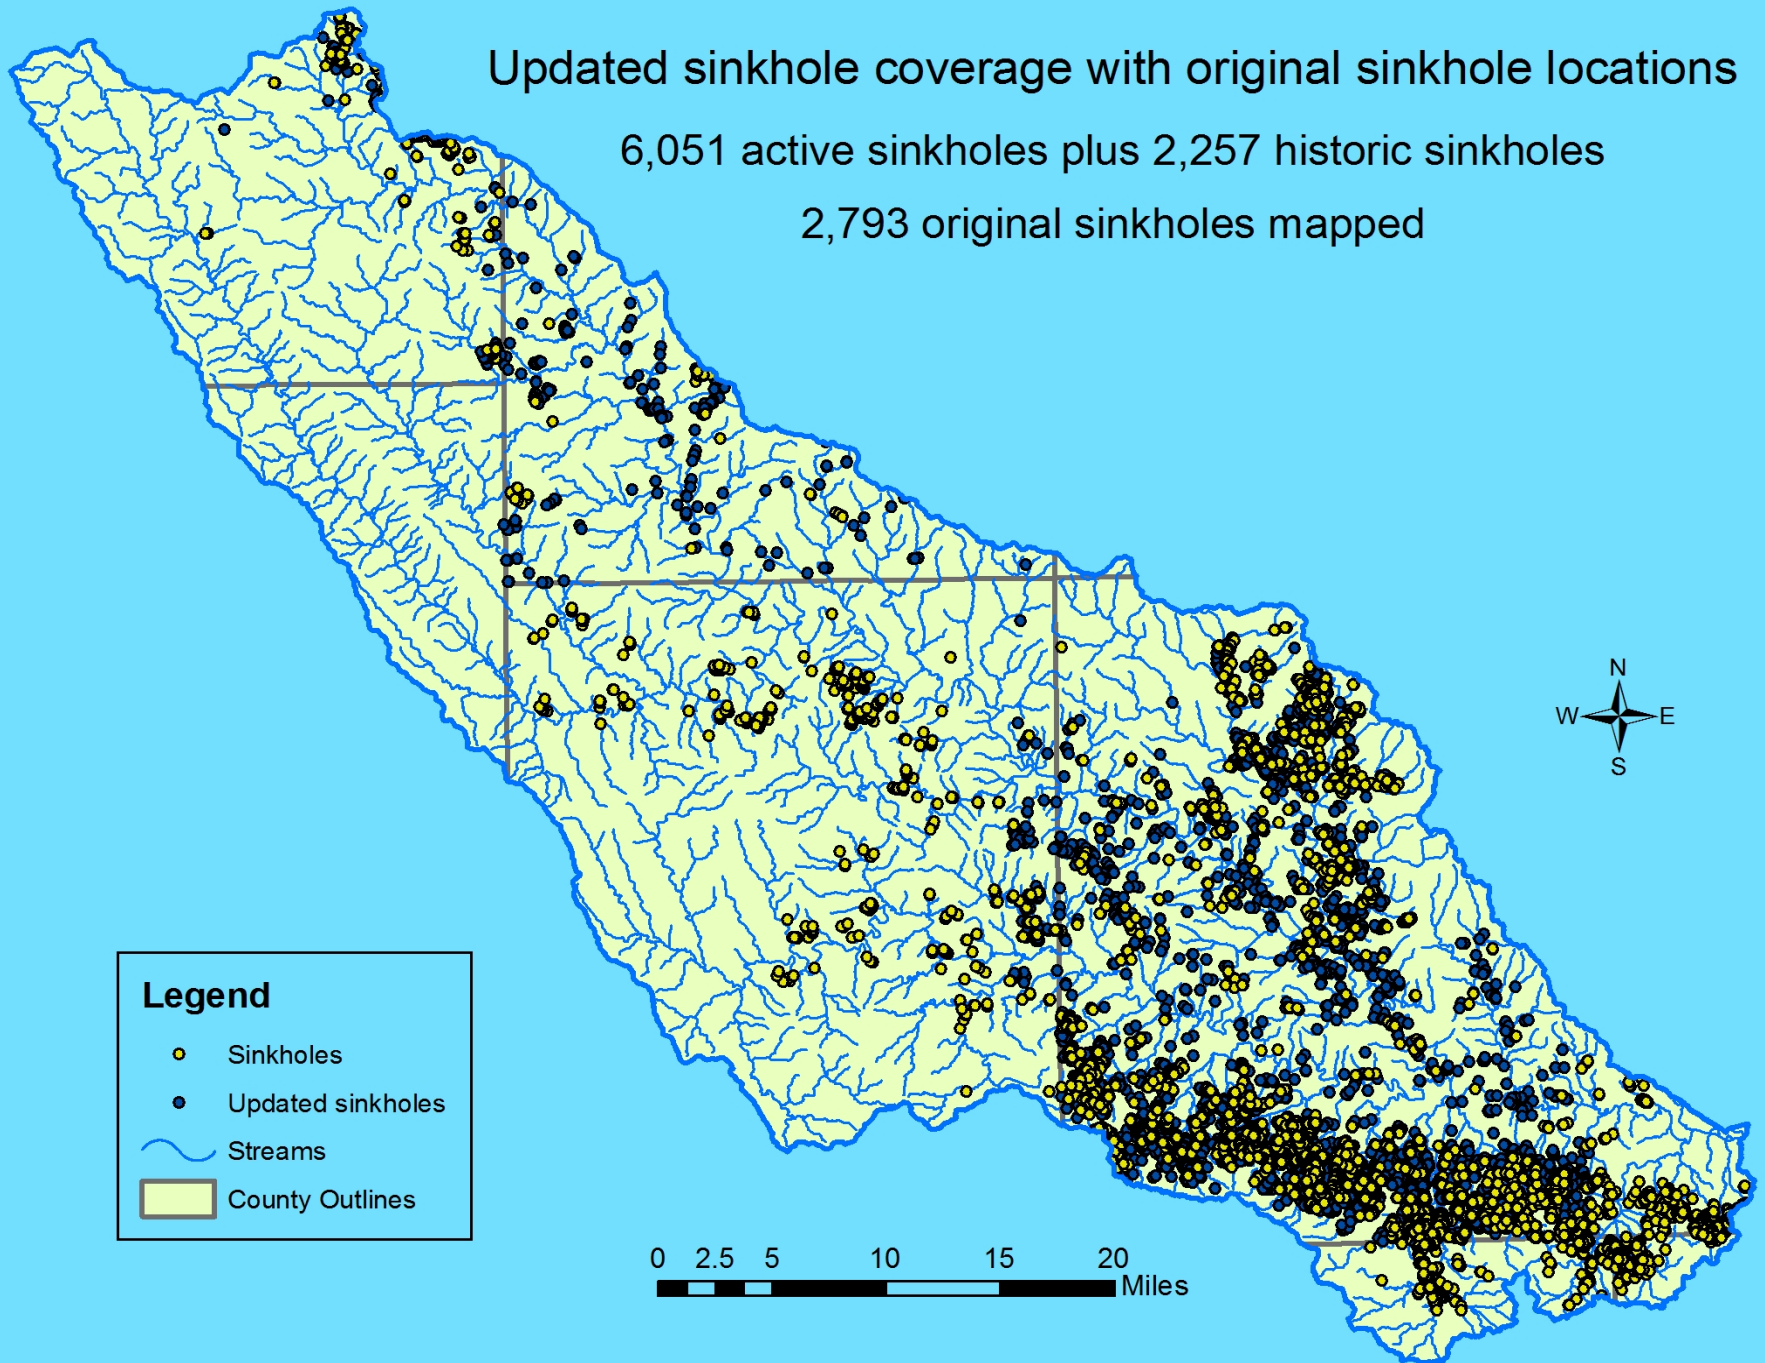 Updated sinkhole coverage with original sinkhole locations
6,051 active sinkholes plus 2,257 historic sinkholes
2,793 original sinkholes mapped
N
W E
S
Legend
Sinkholes
Updated sinkholes
Streams
County Outlines
0 2.5 5 10 15 20
Miles